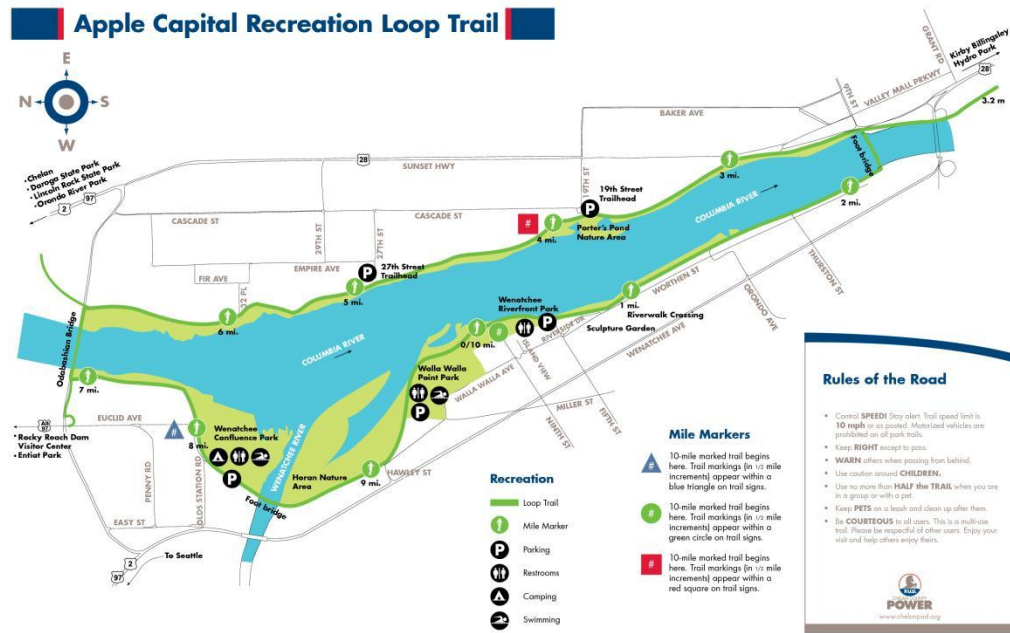 Apple Capital Recreation Loop Trail
E
N
S
W
•Chelan
•Daroga State Park
•Lincoln Rock State Park
•Orondo River Park
2
97
28
SUNSET HWY
BAKER AVE
9TH ST
VALLEY MALL PRKWY
GRANT RD
Kirby Billingsley
Hydro Park
28
3.2 m
CASCADE ST
CASCADE ST
29TH ST
27TH ST
19TH ST
EMPIRE AVE
FIR AVE
22 PL
19th Street
Trailhead
P
#
4 mi.
Porter's Pond
Nature Area
3 mi.
Foot bridge
2 mi.
COLUMBIA RIVER
P
27th Street
Trailhead
5 mi.
6 mi.
Odabashian Bridge
COLUMBIA RIVER
7 mi.
Wenatchee
Riverfront Park
P
0/10 mi.
#
1 mi.
Riverwalk Crossing
Sculpture Garden
WORTHEN ST
THURSTON ST
ORONDO AVE
WENATCHEE AVE
RIVERSIDE DR
ISLAND VIEW
WALLA WALLA AVE
MILLER ST
NINTH ST
FIFTH ST
Walla Walla
Point Park
P
EUCLID AVE
Alt
97
•Rocky Reach Dam
Visitor Center
•Entiat Park
#
8 mi.
Wenatchee
Confluence Park
P
PENNY RD
OLDS STATION RD
EASY ST
WENATCHEE RIVER
Horan Nature
Area
9 mi.
HAWLEY ST
Foot bridge
To Seattle
2
97
Recreation
Loop Trail
Mile Marker
P
Parking
Restrooms
Camping
Swimming
Mile Markers
#
10-mile marked trail begins
here. Trail markings (in 1/2 mile
increments) appear within a
blue triangle on trail signs.
#
10-mile marked trail begins
here. Trail markings (in 1/2 mile
increments) appear within a
green circle on trail signs.
#
10-mile marked trail begins
here. Trail markings (in 1/2 mile
increments) appear within a
red square on trail signs.
Rules of the Road
• Control SPEED! Stay alert. Trail speed limit is
10 mph or as posted. Motorized vehicles are
prohibited on all park trails.
• Keep RIGHT except to pass.
• WARN others when passing from behind.
• Use caution around CHILDREN.
• Use no more than HALF the TRAIL when you are
in a group or with a pet.
• Keep PETS on a leash and clean up after them.
• Be COURTEOUS to all users. This is a multi-use
trail. Please be respectful of other users. Enjoy your
visit and help others enjoy theirs.
P.U.D.
CHELAN COUNTY
POWER
www.chelanpud.org